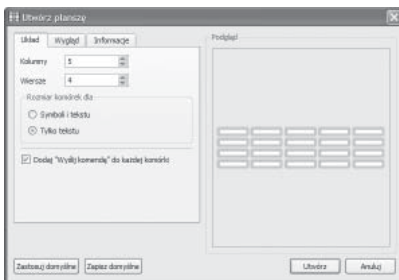 Utwórz planszę
Układ Wygląd Informacje
Kolumny 5
Wiersze 4
Rozmiar komórek dla
Symboli i tekstu
Tylko tekstu
Dodaj "Wyślij komendę" do każdej komórki
Podgląd
Zastosuj domyślne Zapisz domyślne Utwórz Anuluj